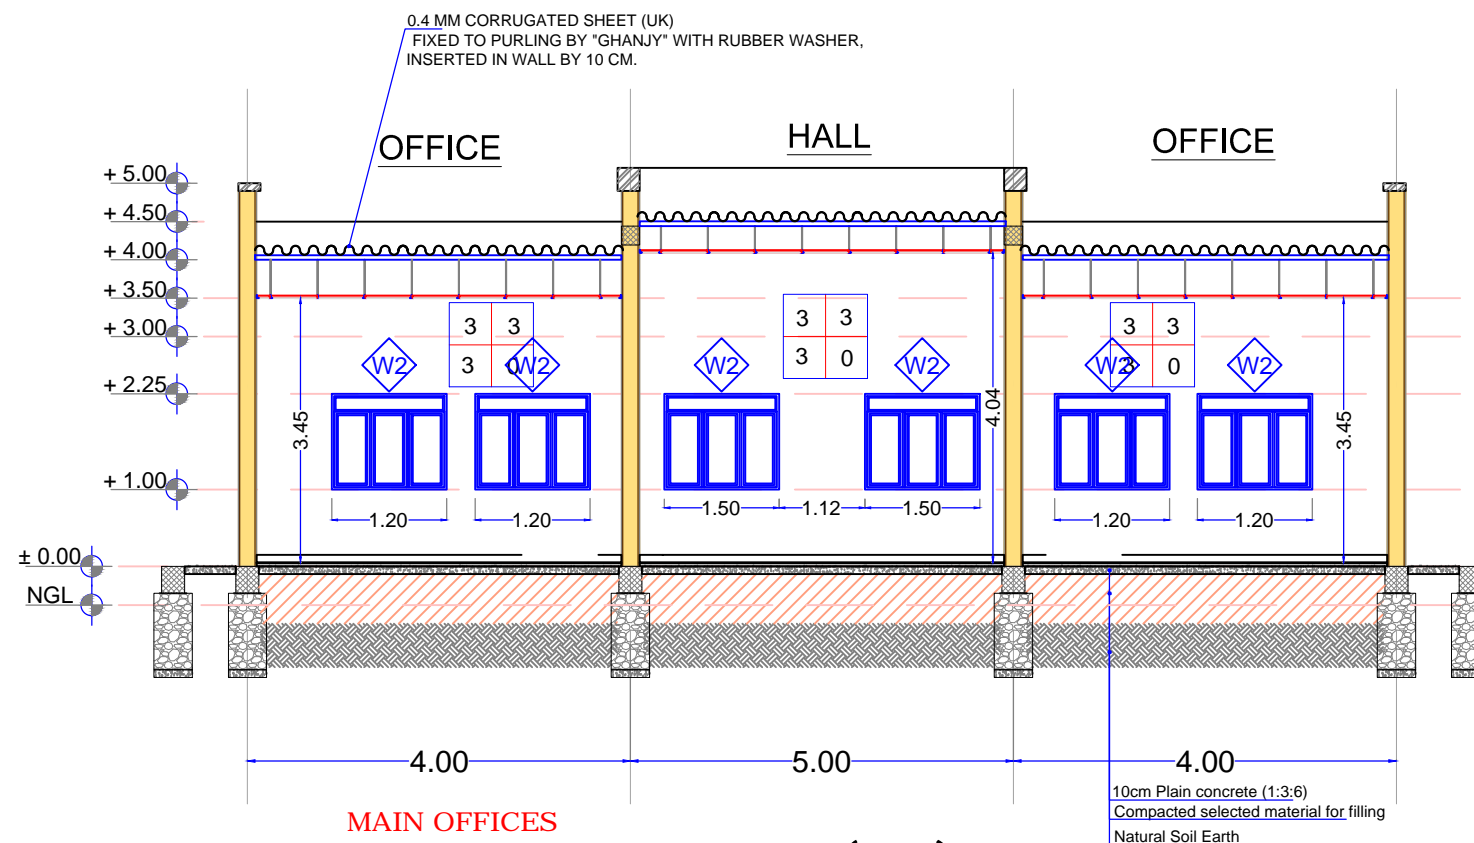 0.4 MM CORRUGATED SHEET (UK)
FIXED TO PURLING BY "GHANJY" WITH RUBBER WASHER,
INSERTED IN WALL BY 10 CM.
OFFICE
HALL
OFFICE
+ 5.00
+ 4.50
+ 4.00
+ 3.50
+ 3.00
+ 2.25
+ 1.00
± 0.00
NGL
3 3
3 0
3 3
3 0
3 3
3 0
W2
W2
W2
W2
W2
W2
3.45
4.04
3.45
1.20
1.20
1.50
1.12
1.50
1.20
1.20
4.00
5.00
4.00
MAIN OFFICES
10cm Plain concrete (1:3:6)
Compacted selected material for filling
Natural Soil Earth